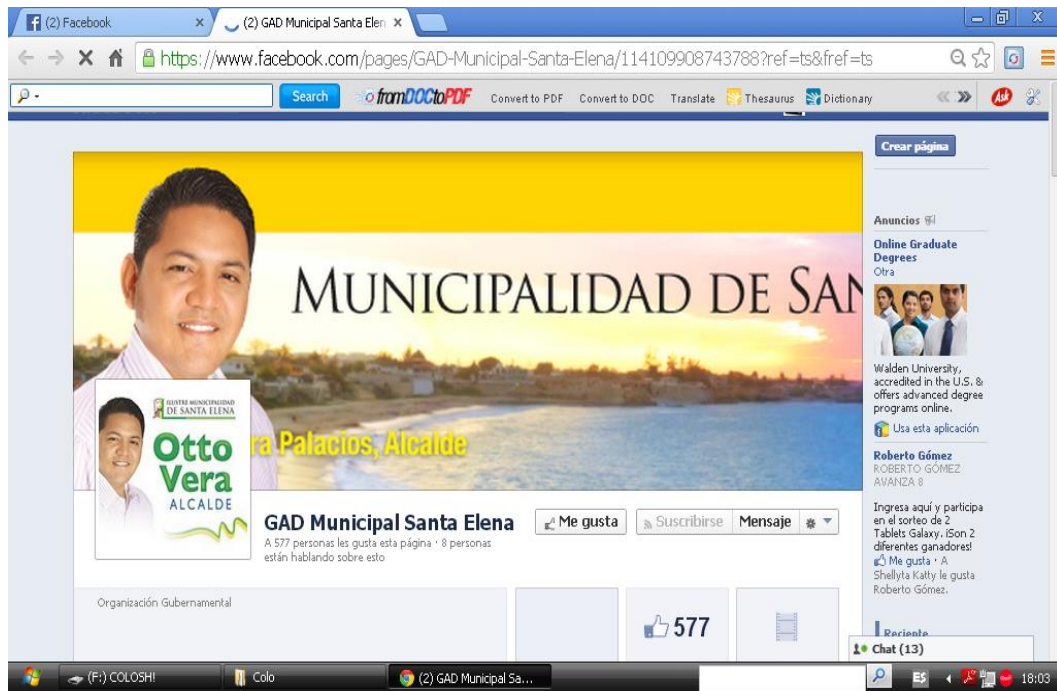 (2) Facebook
(2) GAD Municipal Santa Elen
https://www.facebook.com/pages/GAD-Municipal-Santa-Elena/114109908743788?ref=ts&fref=ts
Search
fromDOCtoPDF
Convert to PDF
Convert to DOC
Translate
Thesaurus
Dictionary
Ask
Crear página
MUNICIPALIDAD DE SAN
ra Palacios, Alcalde
ILUSTRE MUNICIPALIDAD
DE SANTA ELENA
Otto
Vera
ALCALDE
GAD Municipal Santa Elena
A 577 personas les gusta esta página · 8 personas
están hablando sobre esto
Me gusta
Suscribirse
Mensaje
Organización Gubernamental
577
Anuncios
Online Graduate
Degrees
Otra
Walden University,
accredited in the U.S. &
offers advanced degree
programs online.
Usa esta aplicación
Roberto Gómez
ROBERTO GÓMEZ
AVANZA 8
Ingresa aquí y participa
en el sorteo de 2
Tablets Galaxy. ¡Son 2
diferentes ganadores!
Me gusta · A
Shellyta Katty le gusta
Roberto Gómez.
Reciente
Chat (13)
(F:) COLOSH!
Colo
(2) GAD Municipal Sa...
ES
18:03